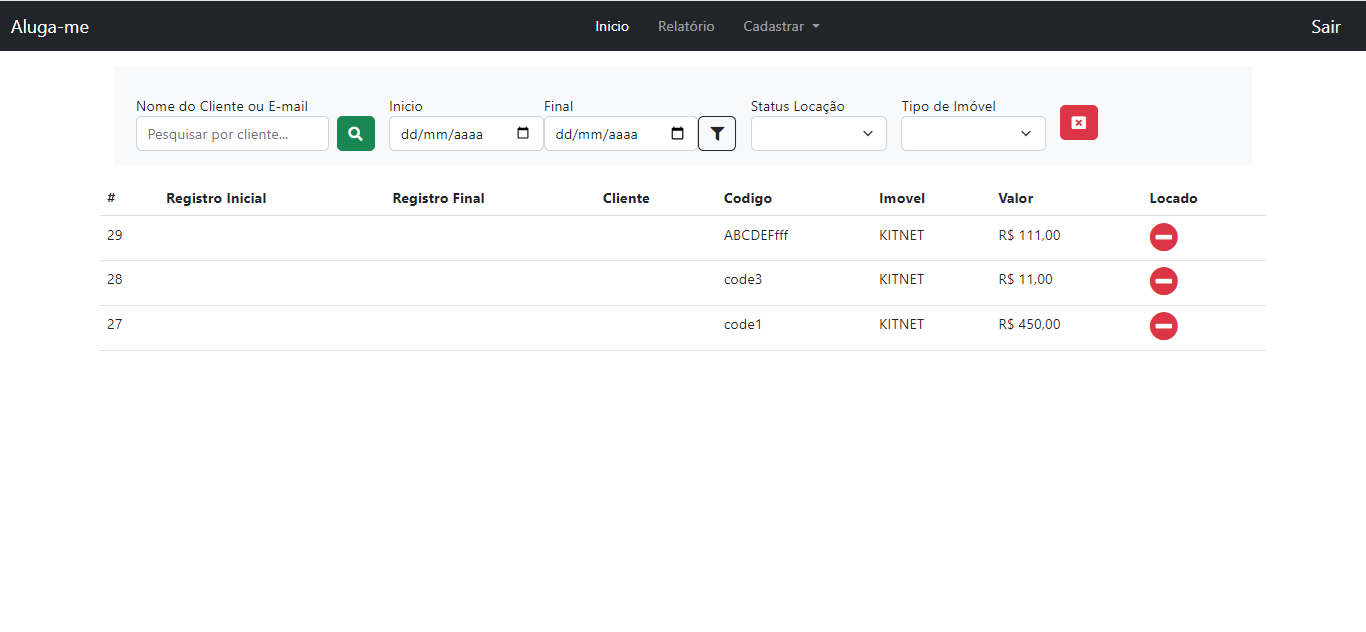 Aluga-me Inicio Relatório Cadastrar Sair
Nome do Cliente ou E-mail Inicio Final Status Locação Tipo de Imóvel
Pesquisar por cliente... dd/mm/aaaa dd/mm/aaaa
# Registro Inicial Registro Final Cliente Codigo Imovel Valor Locado
29 ABCDEFfff KITNET R$ 111,00
28 code3 KITNET R$ 11,00
27 code1 KITNET R$ 450,00